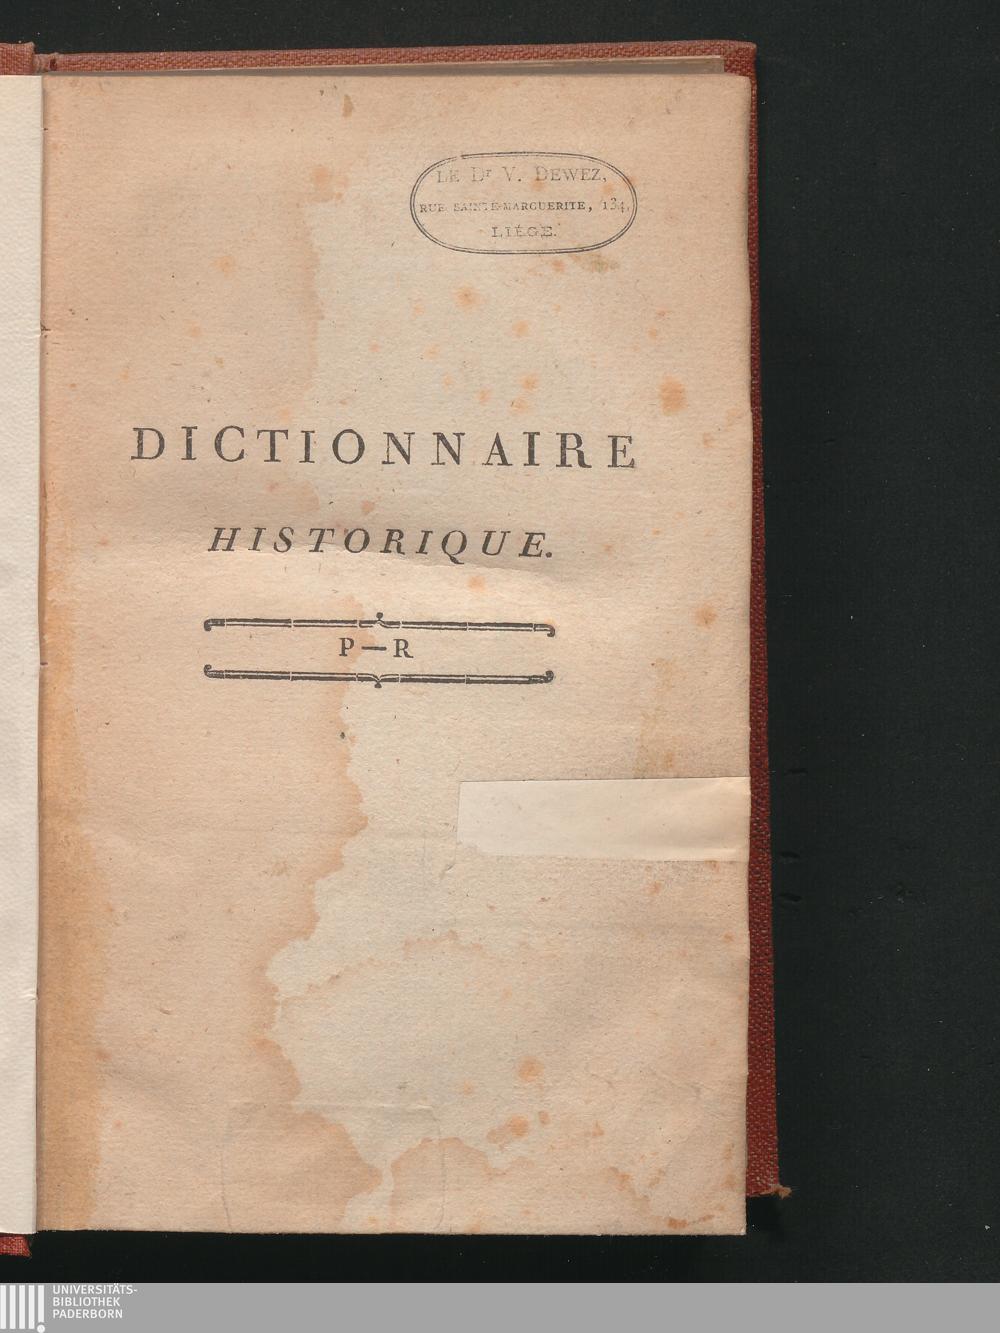 LE Dr V. DEWEZ,
RUE SAINTE-MARGUERITE, 134,
LIÉGE.
DICTIONNAIRE
HISTORIQUE.
P—R
UNIVERSITÄTS-
BIBLIOTHEK
PADERBORN